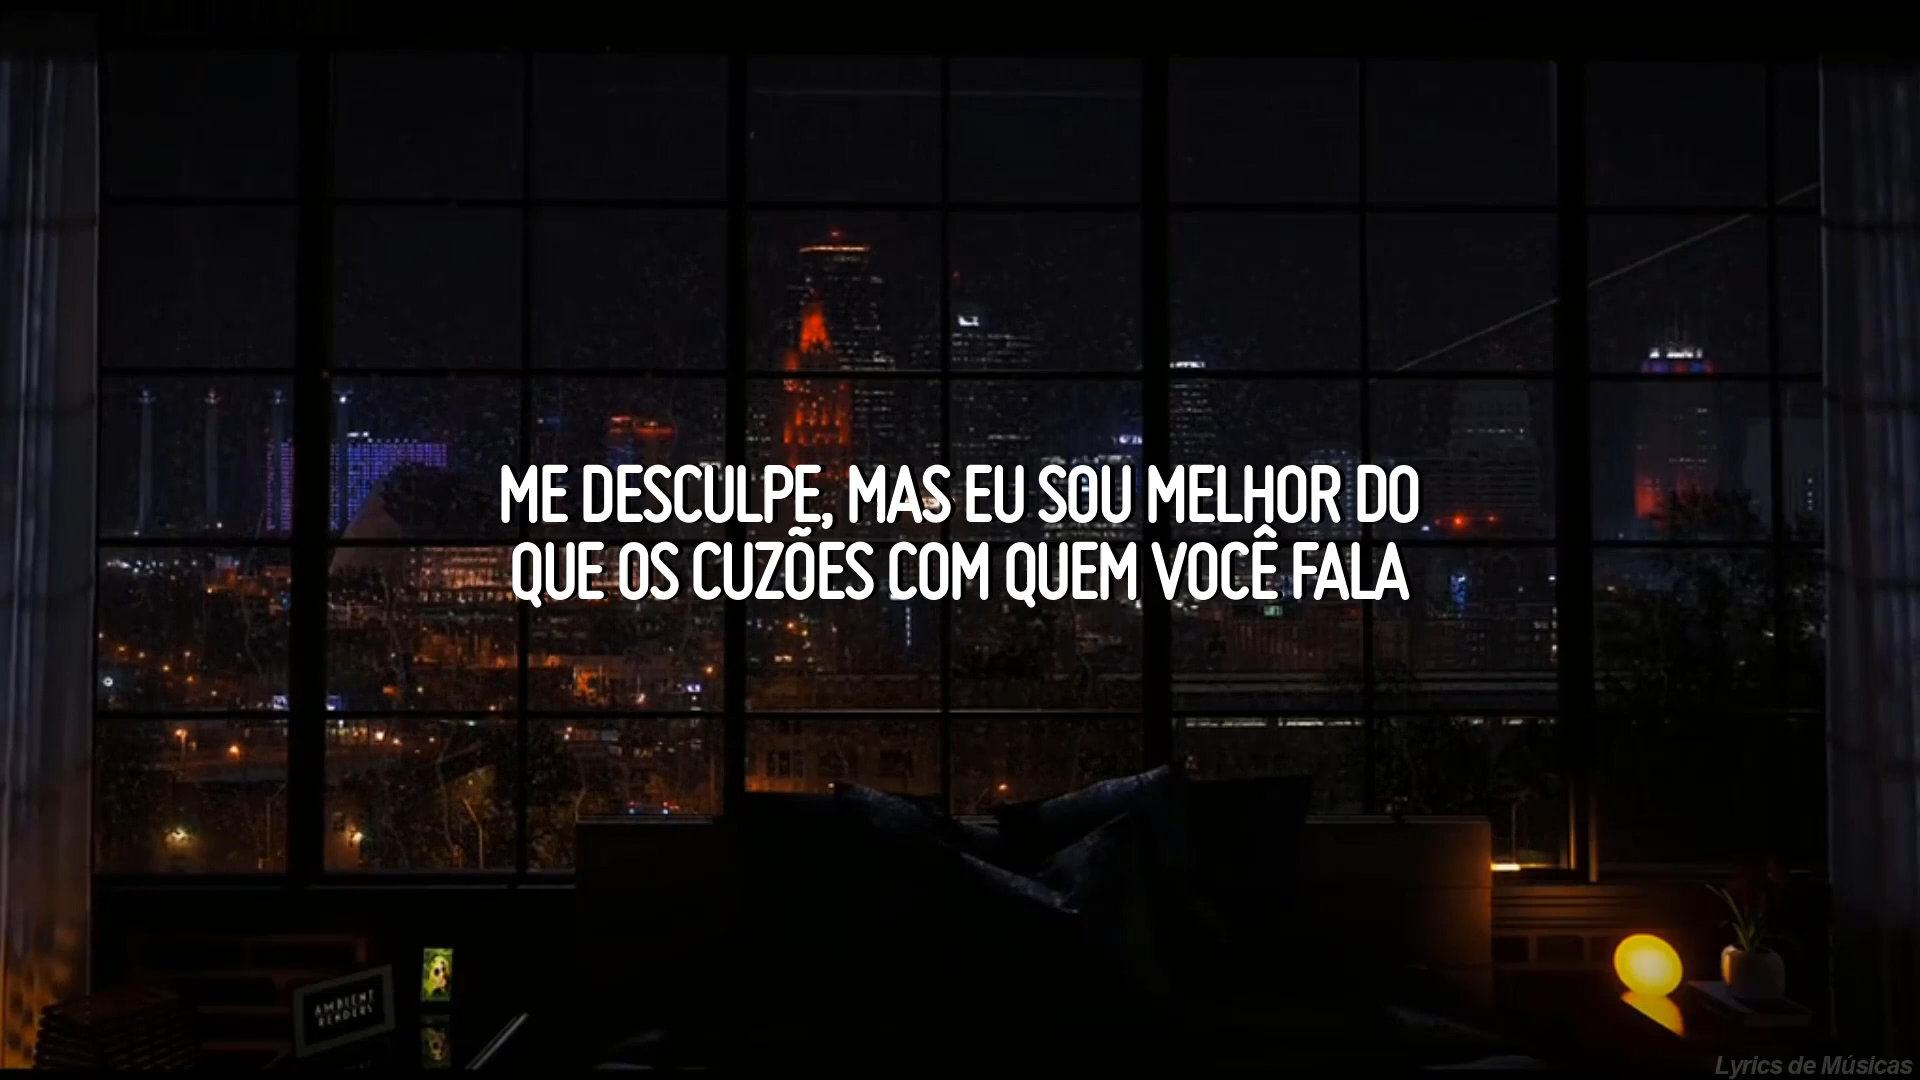 ME DESCULPE, MAS EU SOU MELHOR DO
QUE OS CUZÕES COM QUEM VOCÊ FALA
AMBIENT
RENDERS
Lyrics de Músicas